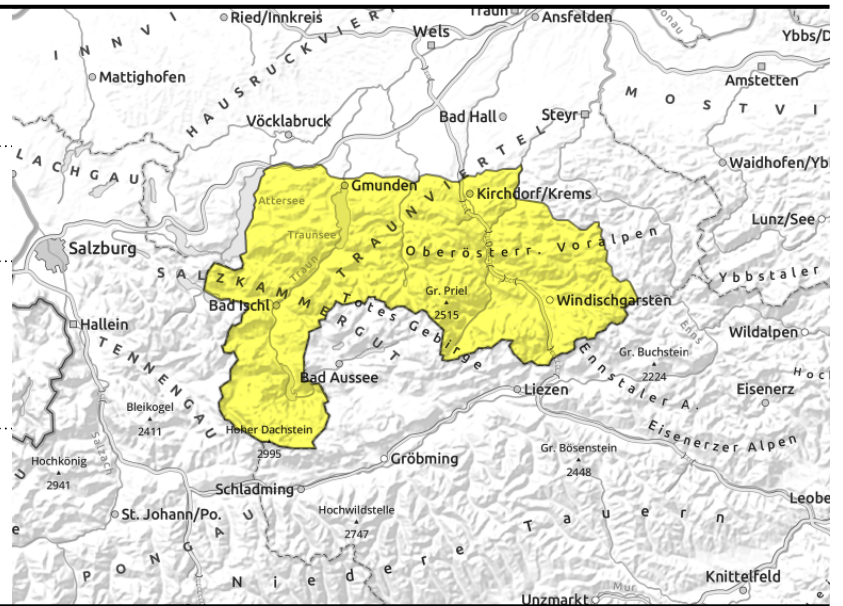 Ried/Innkreis
Traun
Ansfelden
Donau
Ybbs/D
INNVI
HAUSRUCKVIERT
Wels
Mattighofen
Amstetten
Vöcklabruck
Bad Hall
Steyr
MOSTVI
LACHGAU
Waidhofen/Ybl
Attersee
Gmunden
Kirchdorf/Krems
TRAUNVIERTEL
Lunz/See
Traunsee
Oberösterr. Voralpen
Salzburg
Traun
Ybbstaler
SALZKAMMERGUT
Gr. Priel
2515
Bad Ischl
Totes Gebirge
Windischgarsten
Hallein
Enns
Wildalpen
TENNENGAU
Gr. Buchstein
2224
Bad Aussee
Ennstaler A.
Hoc
Liezen
Eisenerz
Bleikogel
2411
Hoher Dachstein
2995
Eisenerzer Alpen
Salzach
Hochkönig
2941
Gröbming
Gr. Bösenstein
2448
U
Schladming
Leobe
St. Johann/Po.
Hochwildstelle
2747
e
PONGAU
Niedere Tauern
Knittelfeld
Mur
Unzmarkt